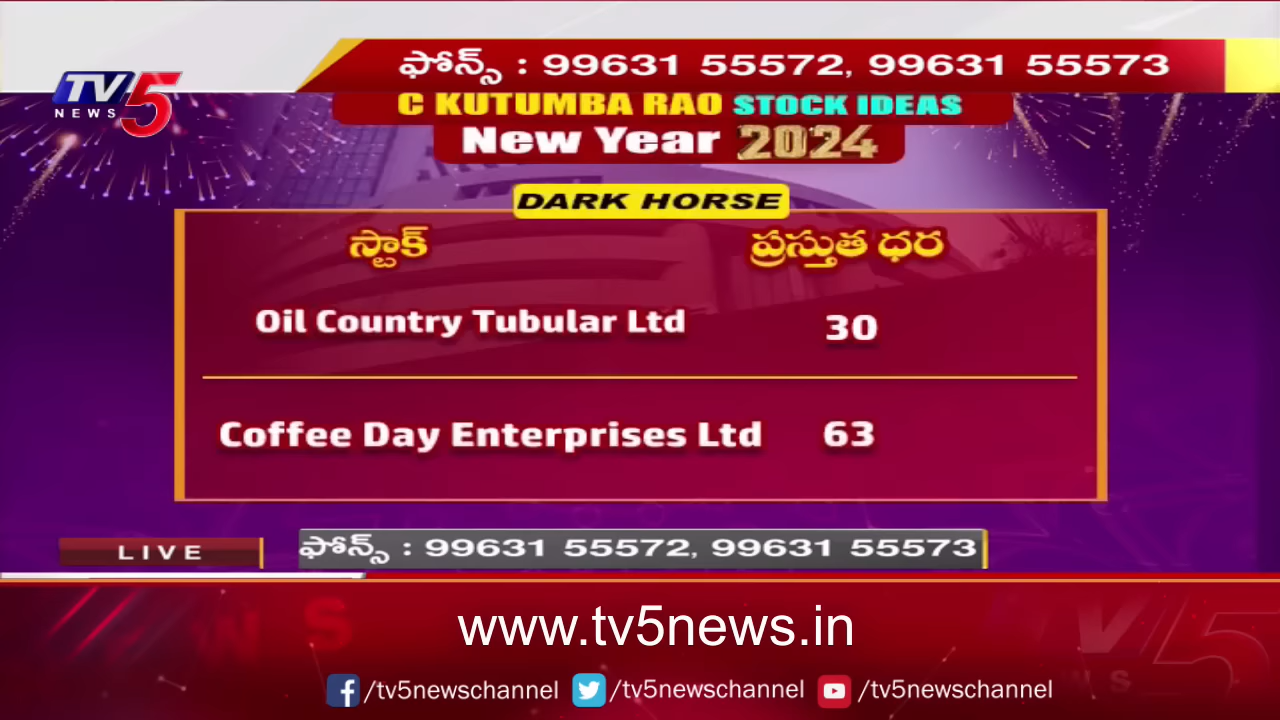 ఫోన్స్ : 99631 55572, 99631 55573
TV5
NEWS
C KUTUMBA RAO STOCK IDEAS
New Year 2024
DARK HORSE
స్టాక్ ప్రస్తుత ధర
Oil Country Tubular Ltd 30
Coffee Day Enterprises Ltd 63
LIVE
ఫోన్స్ : 99631 55572, 99631 55573
www.tv5news.in
/tv5newschannel /tv5newschannel /tv5newschannel